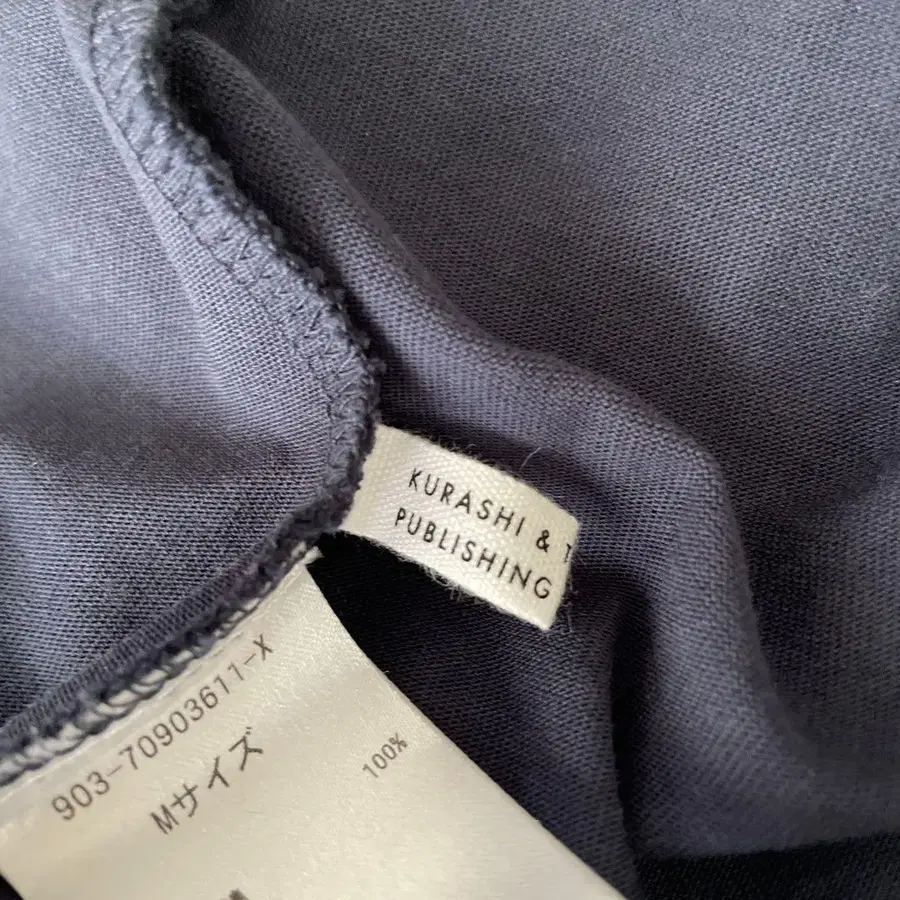 KURASHI & T
PUBLISHING
903-70903611-X
Mサイズ
100%